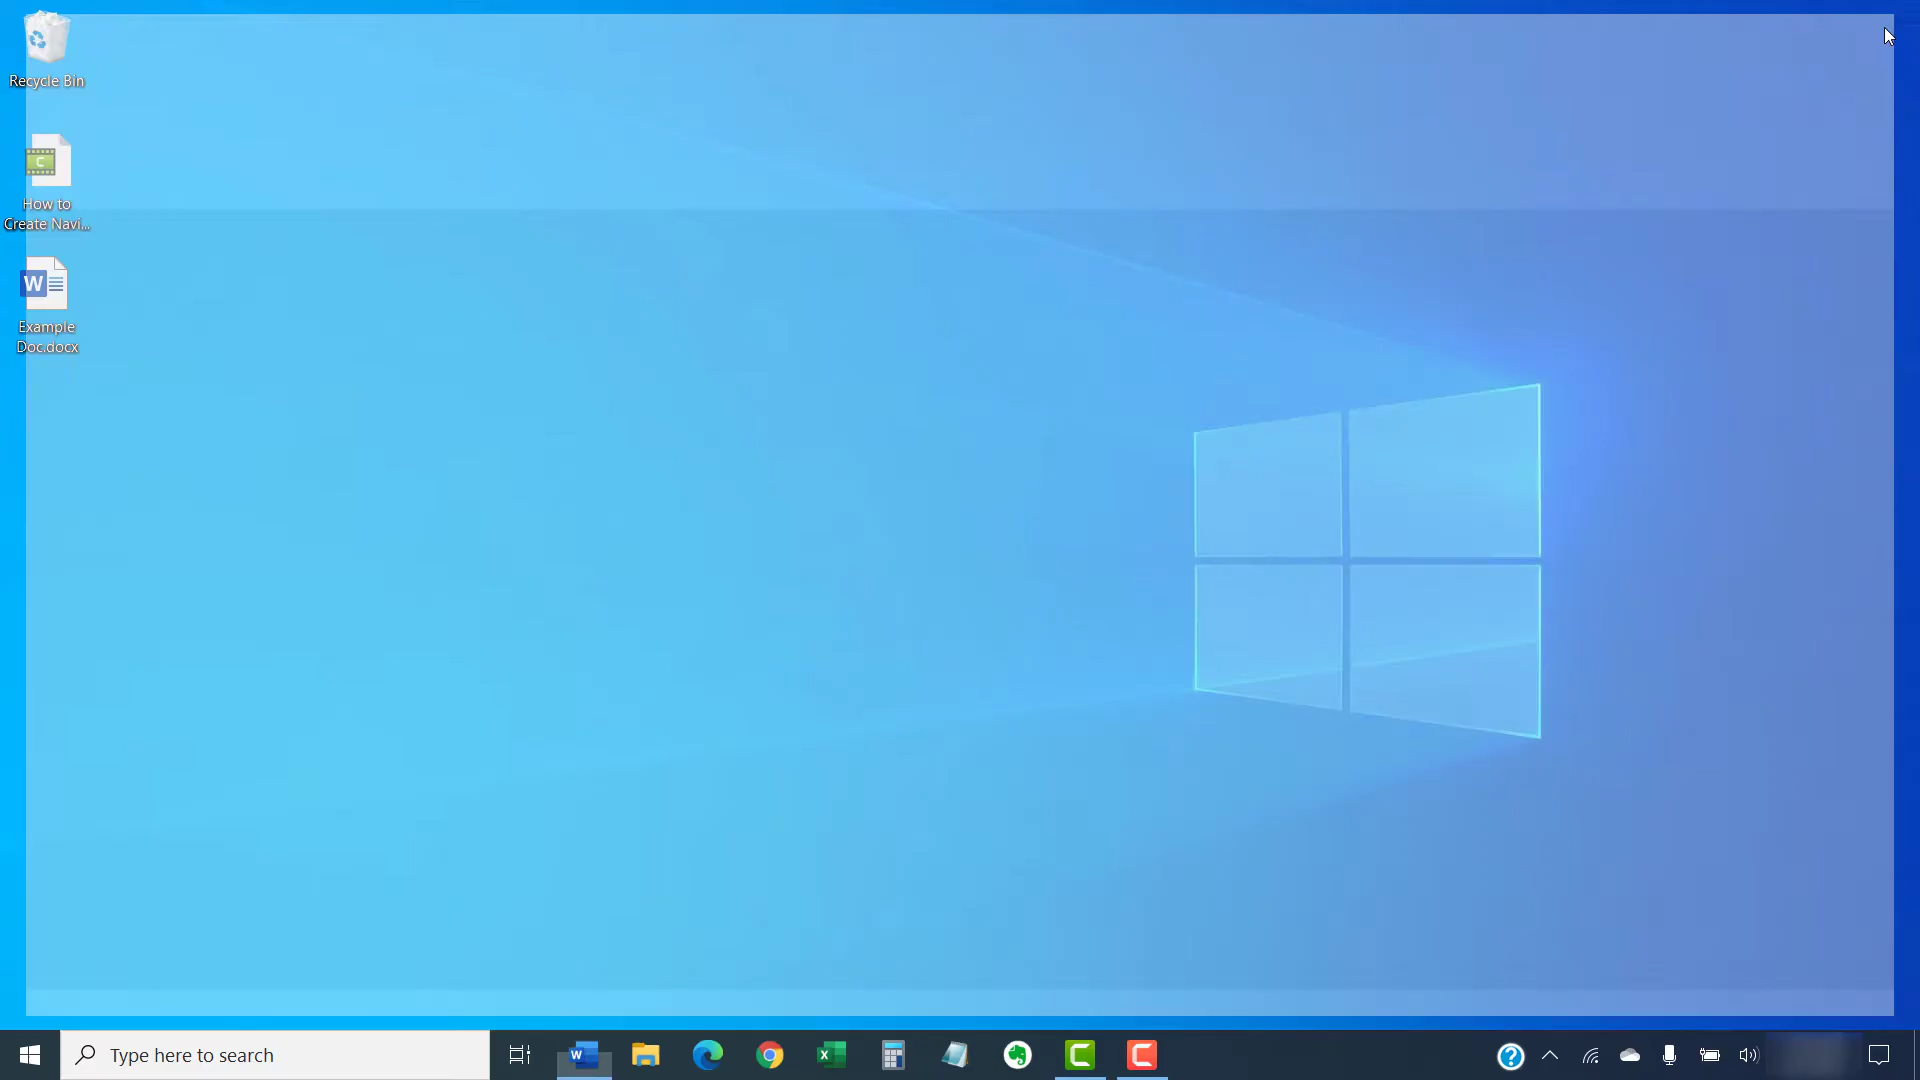 Recycle Bin
C
How to
Create Navi...
W
Example
Doc.docx
Type here to search
W
X
C
C
?